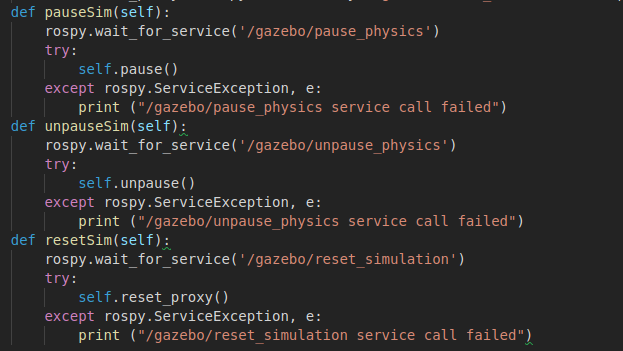 def pauseSim(self):
rospy.wait_for_service('/gazebo/pause_physics')
try:
self.pause()
except rospy.ServiceException, e:
print ("/gazebo/pause_physics service call failed")
def unpauseSim(self):
rospy.wait_for_service('/gazebo/unpause_physics')
try:
self.unpause()
except rospy.ServiceException, e:
print ("/gazebo/unpause_physics service call failed")
def resetSim(self):
rospy.wait_for_service('/gazebo/reset_simulation')
try:
self.reset_proxy()
except rospy.ServiceException, e:
print ("/gazebo/reset_simulation service call failed")